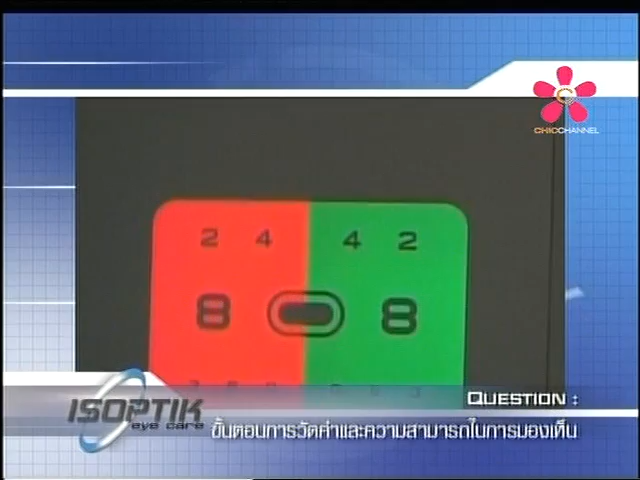 CHICCHANNEL
2 4 4 2
8 8
ISOPTIK
eye care
QUESTION :
ขั้นตอนการวัดค่าและความสามารถในการมองเห็น